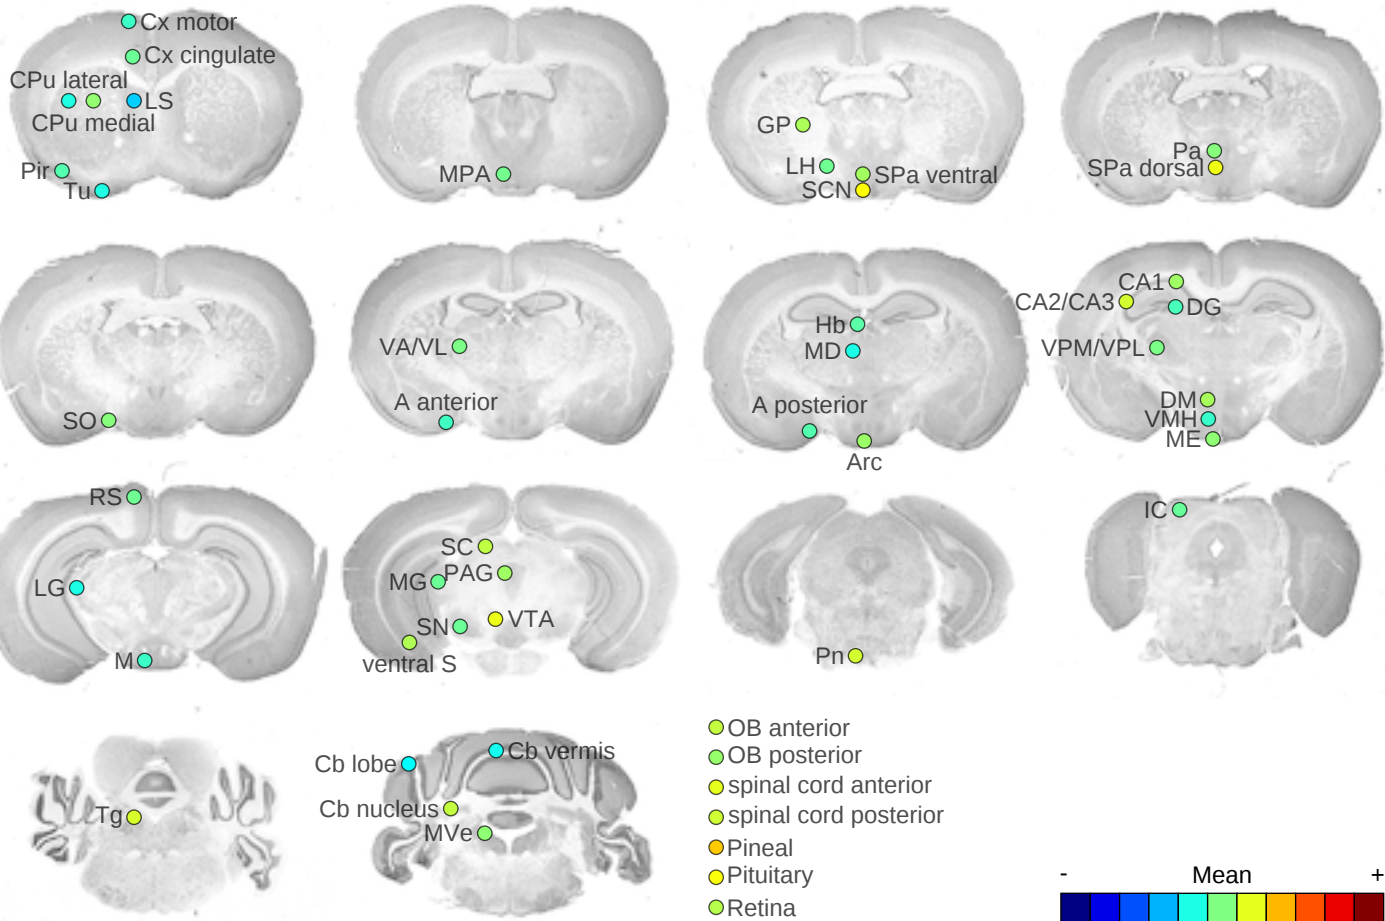 Cx motor
Cx cingulate
CPu lateral
LS
CPu medial
Pir
Tu
MPA
GP
LH
SPa ventral
SCN
Pa
SPa dorsal
SO
VA/VL
A anterior
Hb
MD
A posterior
Arc
CA1
CA2/CA3
DG
VPM/VPL
DM
VMH
ME
RS
LG
M
SC
PAG
MG
VTA
SN
ventral S
Pn
IC
Tg
Cb vermis
Cb lobe
Cb nucleus
MVe
OB anterior
OB posterior
spinal cord anterior
spinal cord posterior
Pineal
Pituitary
Retina
- Mean +